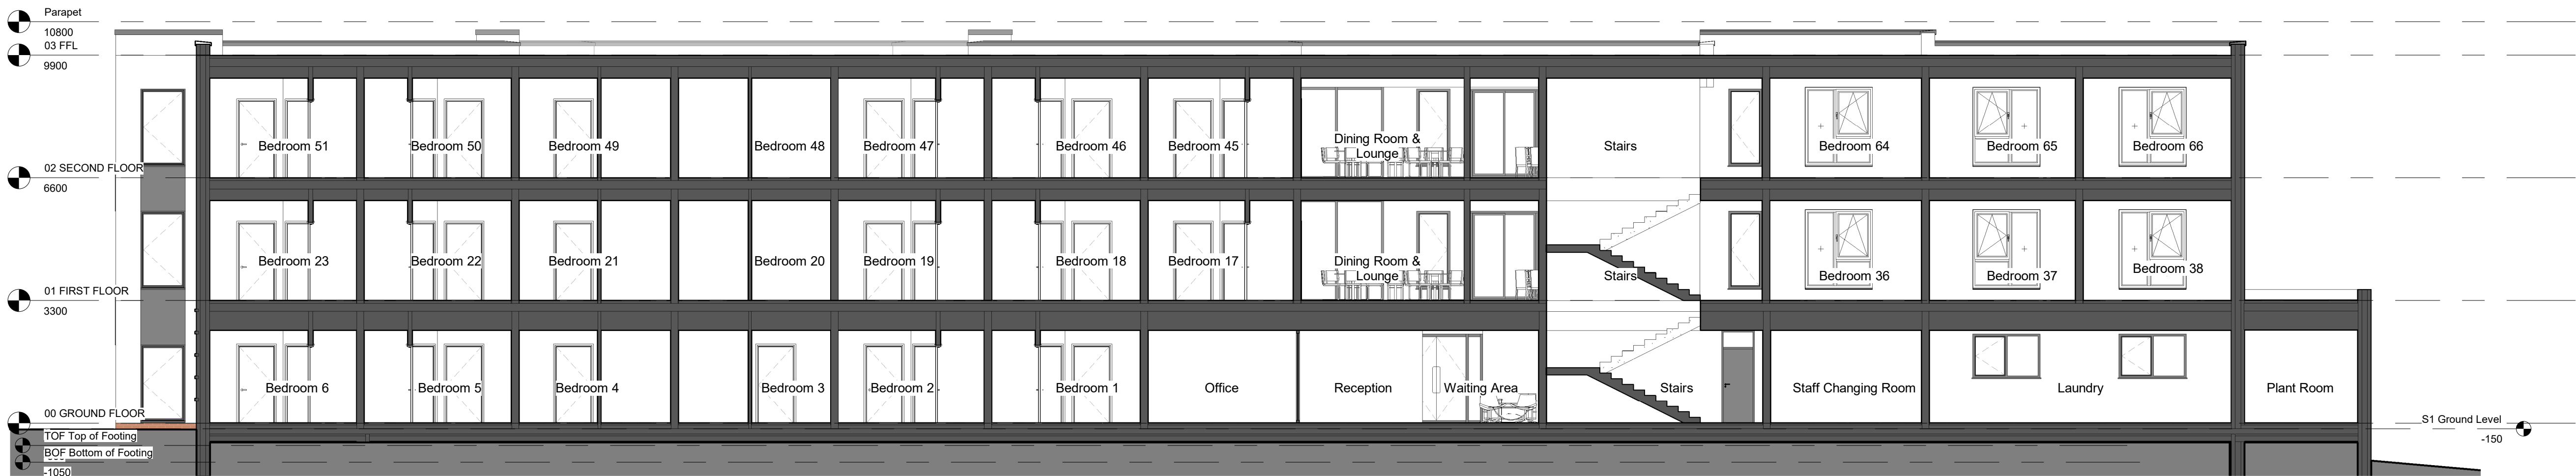 Parapet
10800
03 FFL
9900
Bedroom 51
Bedroom 50
Bedroom 49
Bedroom 48
Bedroom 47
Bedroom 46
Bedroom 45
Dining Room &
Lounge
Stairs
Bedroom 64
Bedroom 65
Bedroom 66
02 SECOND FLOOR
6600
Bedroom 23
Bedroom 22
Bedroom 21
Bedroom 20
Bedroom 19
Bedroom 18
Bedroom 17
Dining Room &
Lounge
Stairs
Bedroom 36
Bedroom 37
Bedroom 38
01 FIRST FLOOR
3300
Bedroom 6
Bedroom 5
Bedroom 4
Bedroom 3
Bedroom 2
Bedroom 1
Office
Reception
Waiting Area
Stairs
Staff Changing Room
Laundry
Plant Room
00 GROUND FLOOR
TOF Top of Footing
BOF Bottom of Footing
-1050
S1 Ground Level
-150